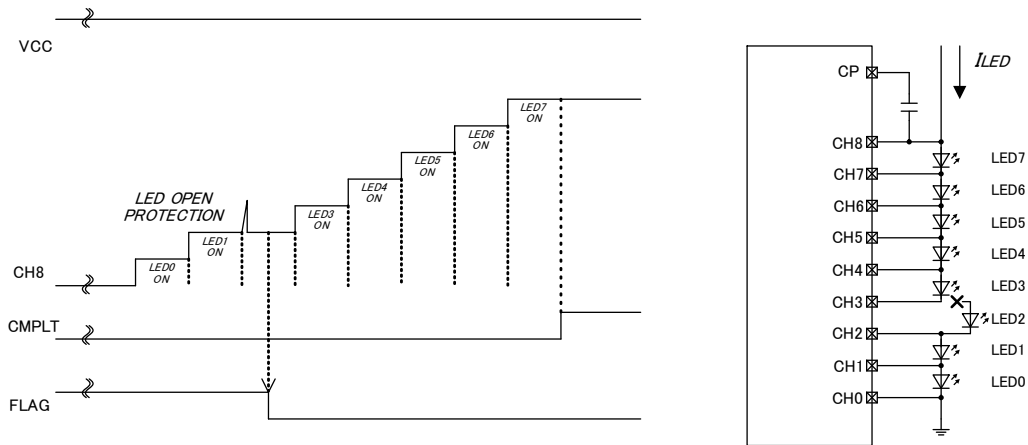 VCC
LED OPEN
PROTECTION
LED0
ON
LED1
ON
LED3
ON
LED4
ON
LED5
ON
LED6
ON
LED7
ON
CH8
CMPLT
FLAG
ILED
CP
CH8
CH7
CH6
CH5
CH4
CH3
CH2
CH1
CH0
LED7
LED6
LED5
LED4
LED3
LED2
LED1
LED0